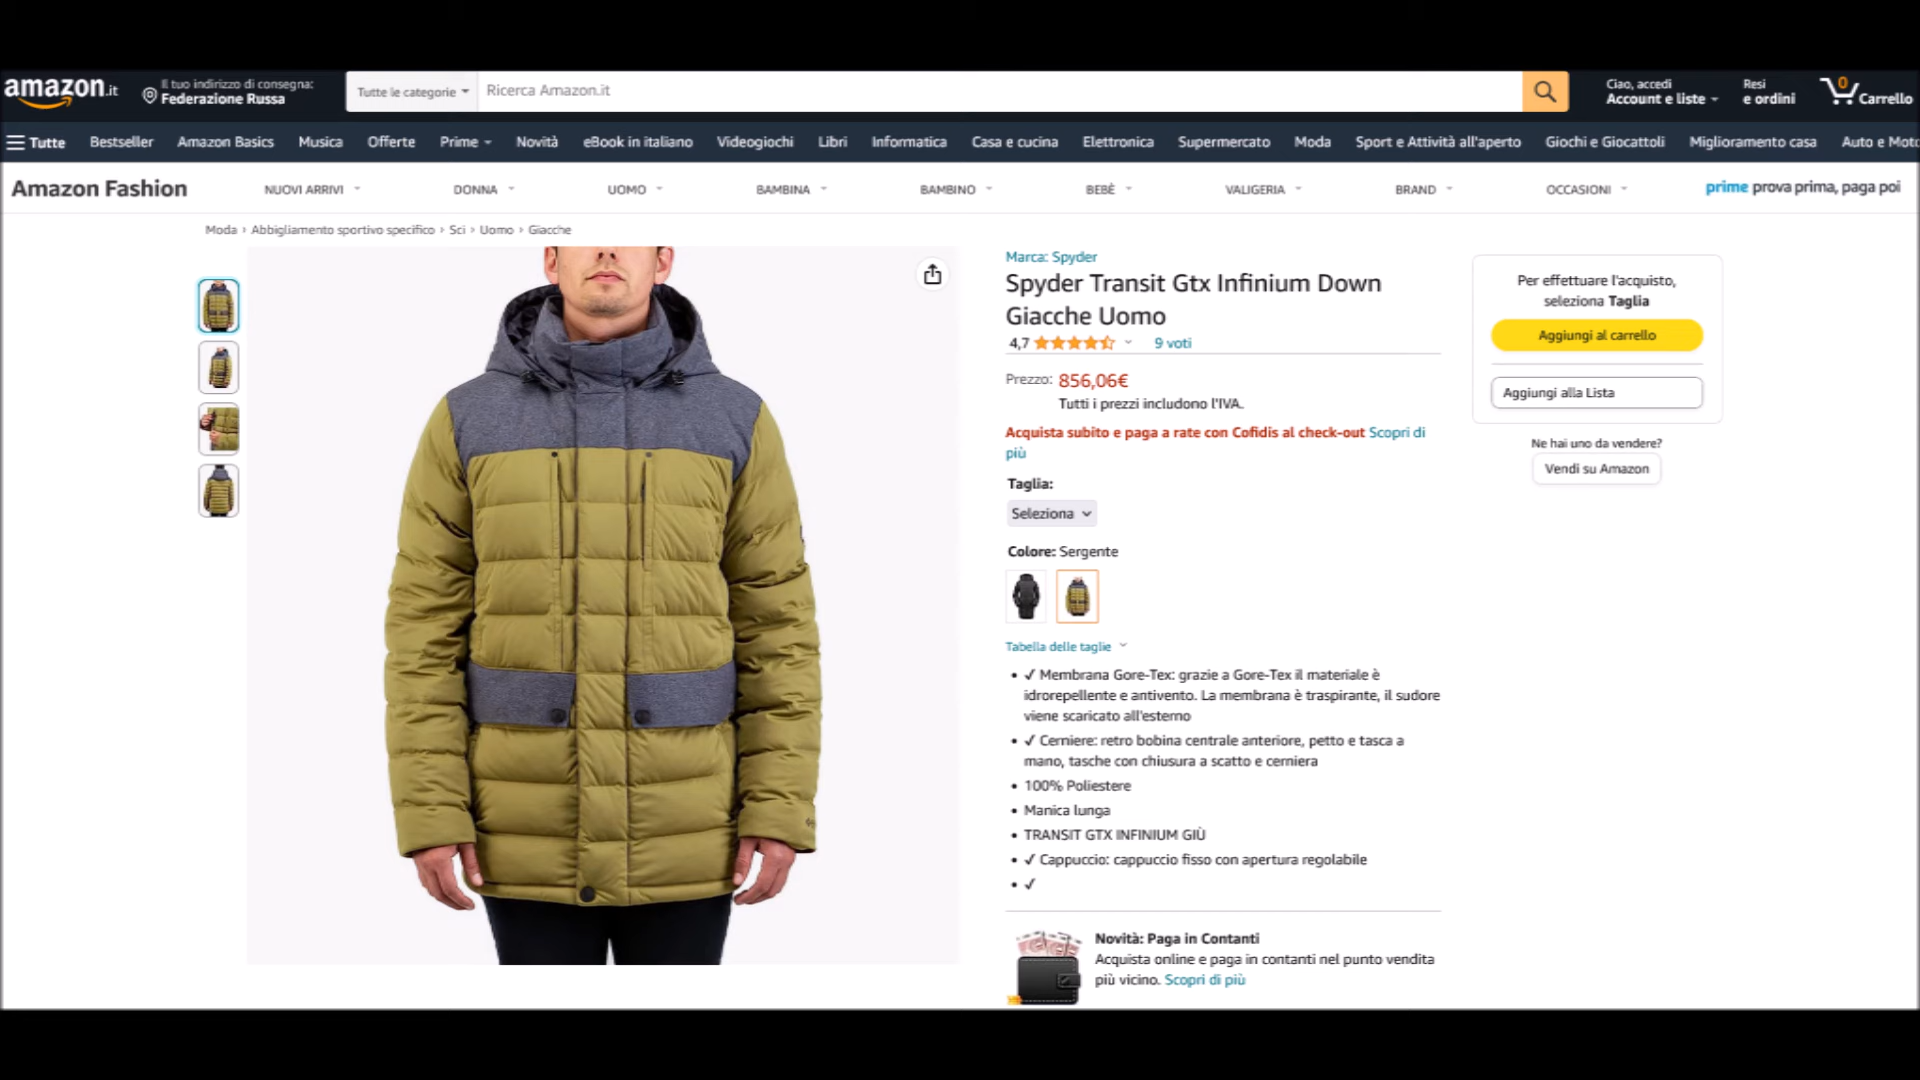 amazon.it
Il tuo indirizzo di consegna:
Federazione Russa
Tutte le categorie
Ricerca Amazon.it
Ciao, accedi
Account e liste
Resi
e ordini
0
Carrello
Tutte
Bestseller
Amazon Basics
Musica
Offerte
Prime
Novità
eBook in italiano
Videogiochi
Libri
Informatica
Casa e cucina
Elettronica
Supermercato
Moda
Sport e Attività all'aperto
Giochi e Giocattoli
Miglioramento casa
Auto e Moto
Amazon Fashion
NUOVI ARRIVI
DONNA
UOMO
BAMBINA
BAMBINO
BEBÈ
VALIGERIA
BRAND
OCCASIONI
prime prova prima, paga poi
Moda › Abbigliamento sportivo specifico › Sci › Uomo › Giacche
Marca: Spyder
Spyder Transit Gtx Infinium Down
Giacche Uomo
4,7
9 voti
Prezzo: 856,06€
Tutti i prezzi includono l'IVA.
Acquista subito e paga a rate con Cofidis al check-out Scopri di
più
Taglia:
Seleziona
Colore: Sergente
Tabella delle taglie
• ✓ Membrana Gore-Tex: grazie a Gore-Tex il materiale è
idrorepellente e antivento. La membrana è traspirante, il sudore
viene scaricato all'esterno
• ✓ Cerniere: retro bobina centrale anteriore, petto e tasca a
mano, tasche con chiusura a scatto e cerniera
• 100% Poliestere
• Manica lunga
• TRANSIT GTX INFINIUM GIÙ
• ✓ Cappuccio: cappuccio fisso con apertura regolabile
• ✓
Novità: Paga in Contanti
Acquista online e paga in contanti nel punto vendita
più vicino. Scopri di più
Per effettuare l'acquisto,
seleziona Taglia
Aggiungi al carrello
Aggiungi alla Lista
Ne hai uno da vendere?
Vendi su Amazon